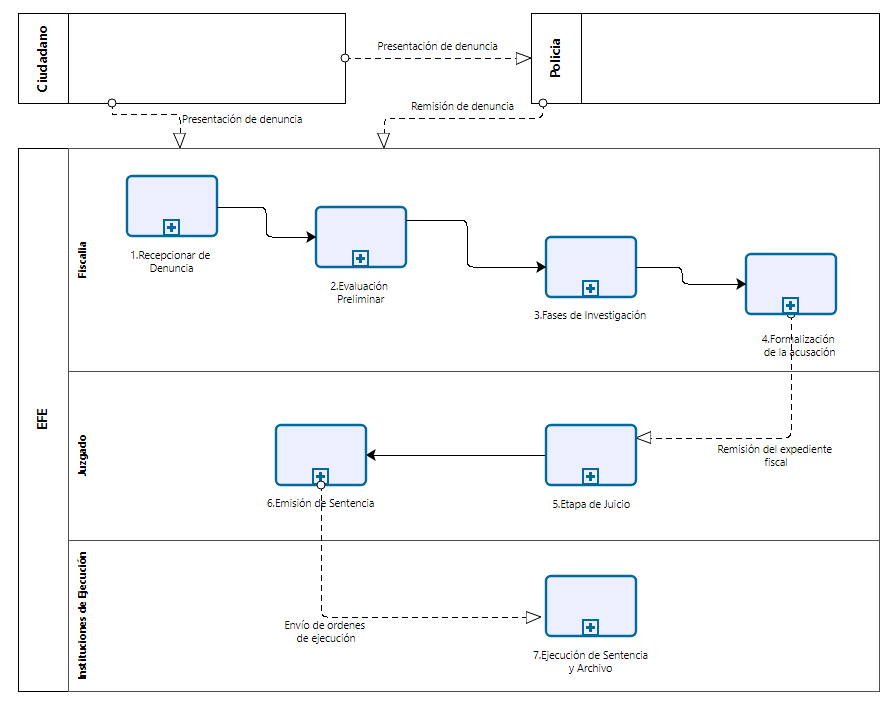 Ciudadano
Presentación de denuncia
Policia
Presentación de denuncia
Remisión de denuncia
EFE
Fiscalia
1.Recepcionar de
Denuncia
2.Evaluación
Preliminar
3.Fases de Investigación
4.Formalización
de la acusación
Juzgado
Remisión del expediente
fiscal
6.Emisión de Sentencia
5.Etapa de Juicio
Instituciones de Ejecución
Envío de ordenes
de ejecución
7.Ejecución de Sentencia
y Archivo